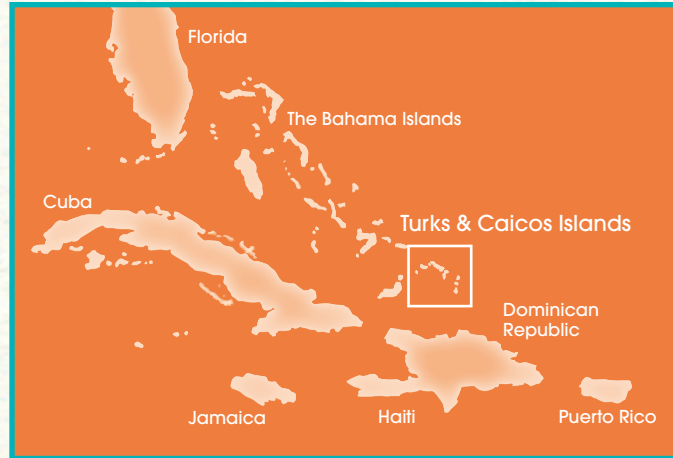 Florida
The Bahama Islands
Cuba
Turks & Caicos Islands
Dominican
Republic
Jamaica
Haiti
Puerto Rico